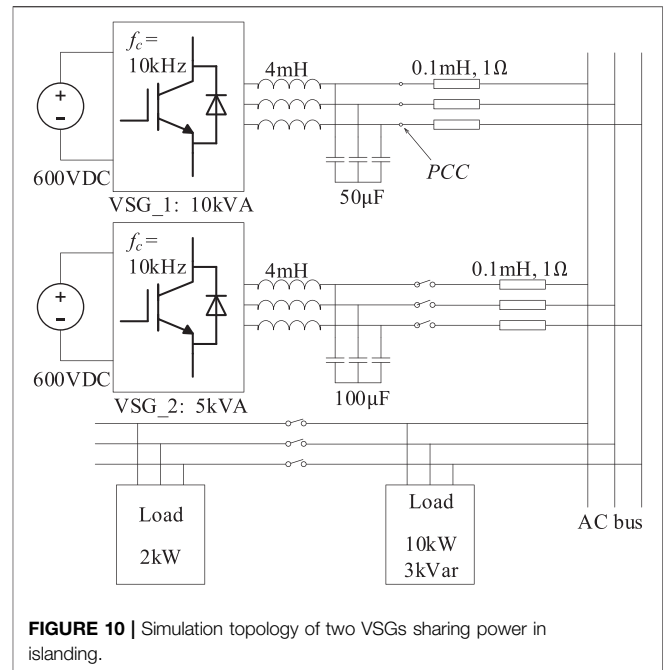 f_c=
10kHz
4mH
0.1mH, 1Ω
+
-
600VDC
50μF
PCC
VSG_1: 10kVA
f_c=
10kHz
4mH
0.1mH, 1Ω
+
-
600VDC
100μF
VSG_2: 5kVA
Load
2kW
Load
10kW
3kVar
AC bus
FIGURE 10 | Simulation topology of two VSGs sharing power in
islanding.